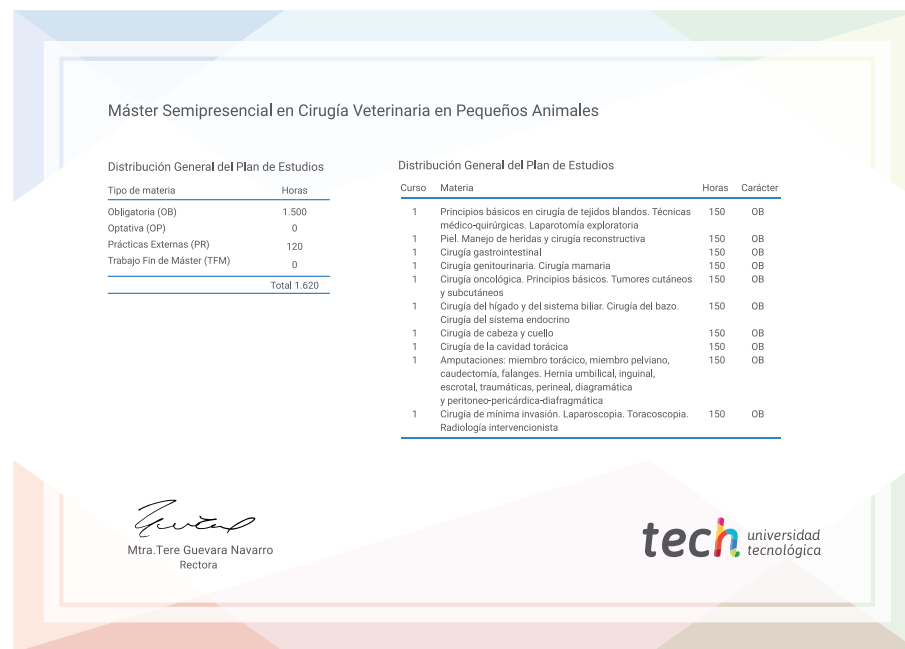 Máster Semipresencial en Cirugía Veterinaria en Pequeños Animales
Distribución General del Plan de Estudios
Tipo de materia Horas
Obligatoria (OB) 1.500
Optativa (OP) 0
Prácticas Externas (PR) 120
Trabajo Fin de Máster (TFM) 0
Total 1.620
Distribución General del Plan de Estudios
Curso Materia Horas Carácter
1 Principios básicos en cirugía de tejidos blandos. Técnicas 150 OB
médico-quirúrgicas. Laparotomía exploratoria
1 Piel. Manejo de heridas y cirugía reconstructiva 150 OB
1 Cirugía gastrointestinal 150 OB
1 Cirugía genitourinaria. Cirugía mamaria 150 OB
1 Cirugía oncológica. Principios básicos. Tumores cutáneos 150 OB
y subcutáneos
1 Cirugía del hígado y del sistema biliar. Cirugía del bazo. 150 OB
Cirugía del sistema endocrino
1 Cirugía de cabeza y cuello 150 OB
1 Cirugía de la cavidad torácica 150 OB
1 Amputaciones: miembro torácico, miembro pelviano, 150 OB
caudectomía, falanges. Hernia umbilical, inguinal,
escrotal, traumáticas, perineal, diagramática
y peritoneo-pericárdica-diafragmática
1 Cirugía de mínima invasión. Laparoscopia. Toracoscopia. 150 OB
Radiología intervencionista
Mtra.Tere Guevara Navarro
Rectora
tech universidad
tecnológica